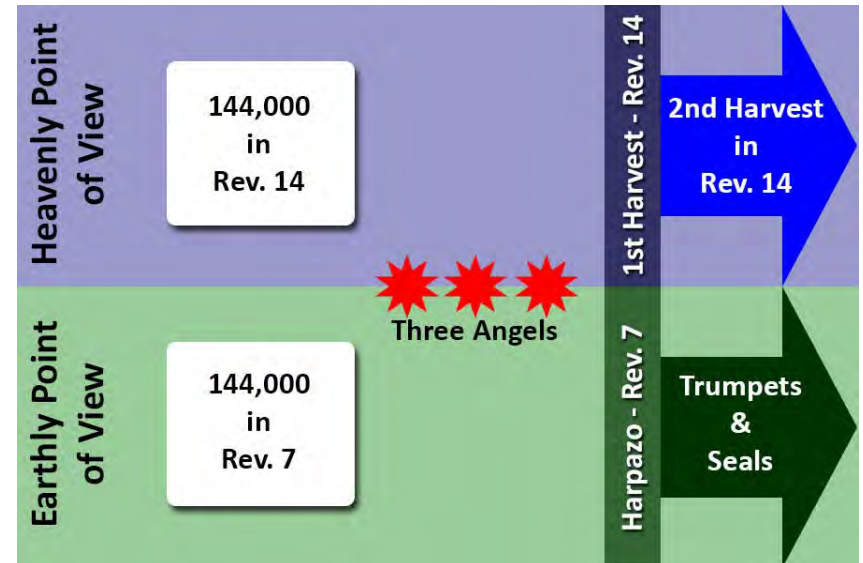 Heavenly Point
of View
144,000
in
Rev. 14
1st Harvest - Rev. 14
2nd Harvest
in
Rev. 14
Three Angels
Earthly Point
of View
144,000
in
Rev. 7
Harpazo - Rev. 7
Trumpets
&
Seals